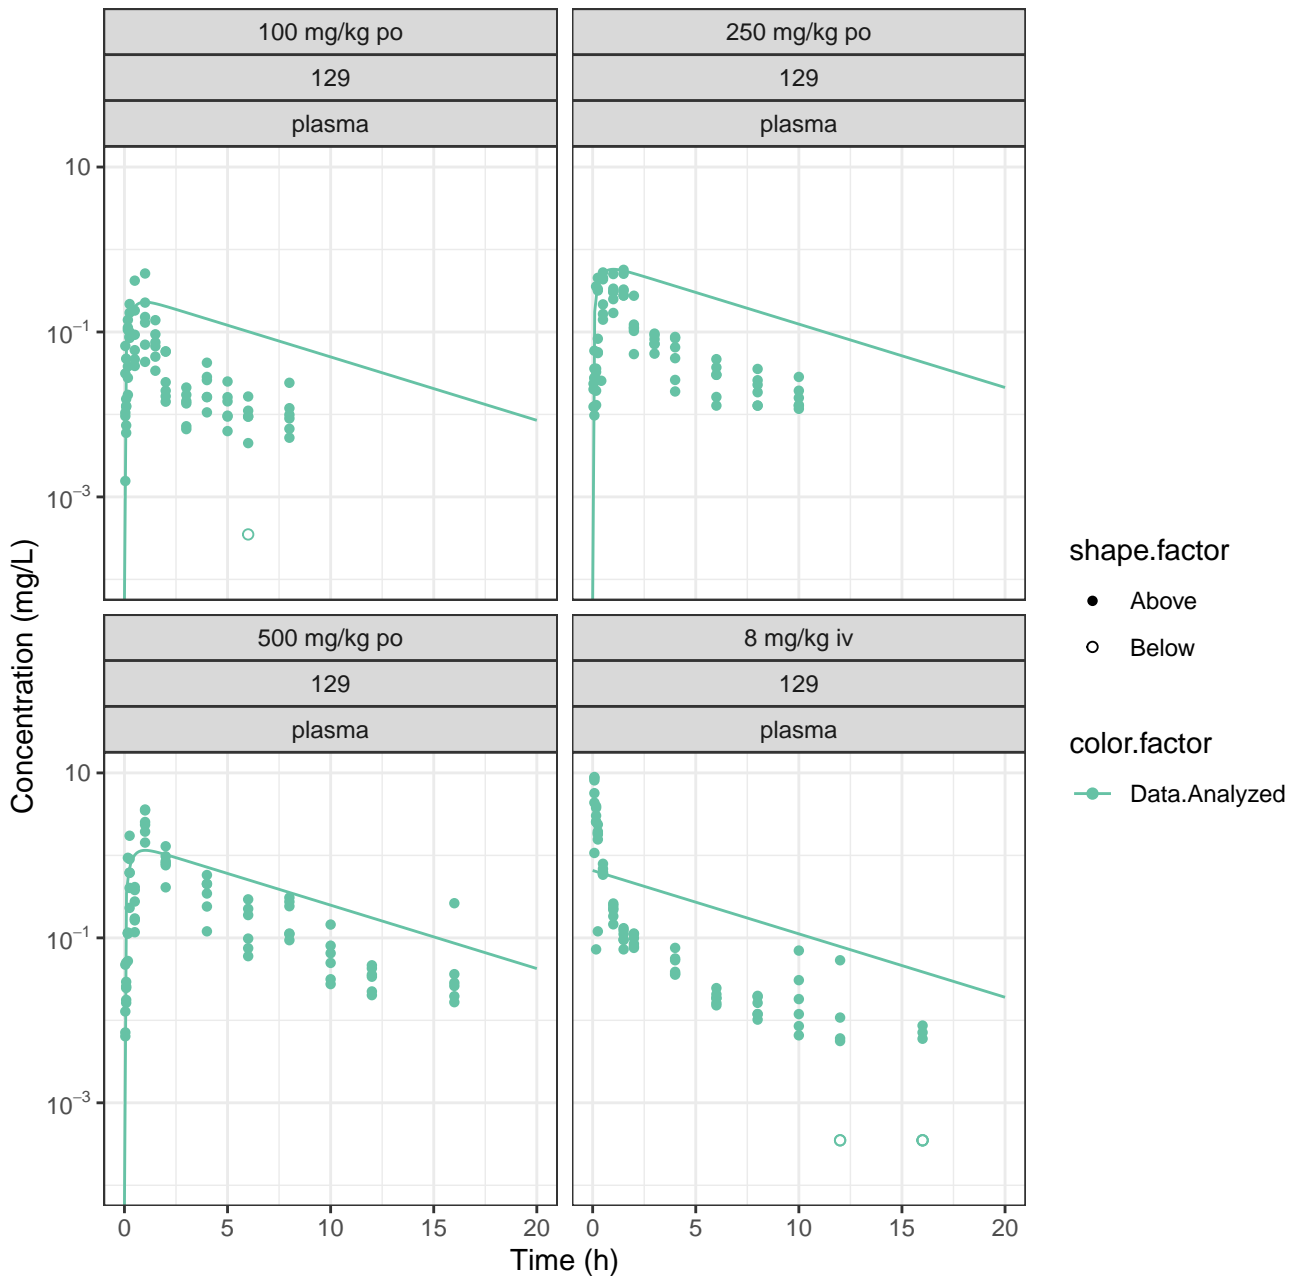 100 mg/kg po
129
plasma
250 mg/kg po
129
plasma
10
10⁻¹
10⁻³
500 mg/kg po
129
plasma
8 mg/kg iv
129
plasma
10
10⁻¹
10⁻³
0 5 10 15 20
0 5 10 15 20
Time (h)
Concentration (mg/L)
shape.factor
Above
Below
color.factor
Data.Analyzed